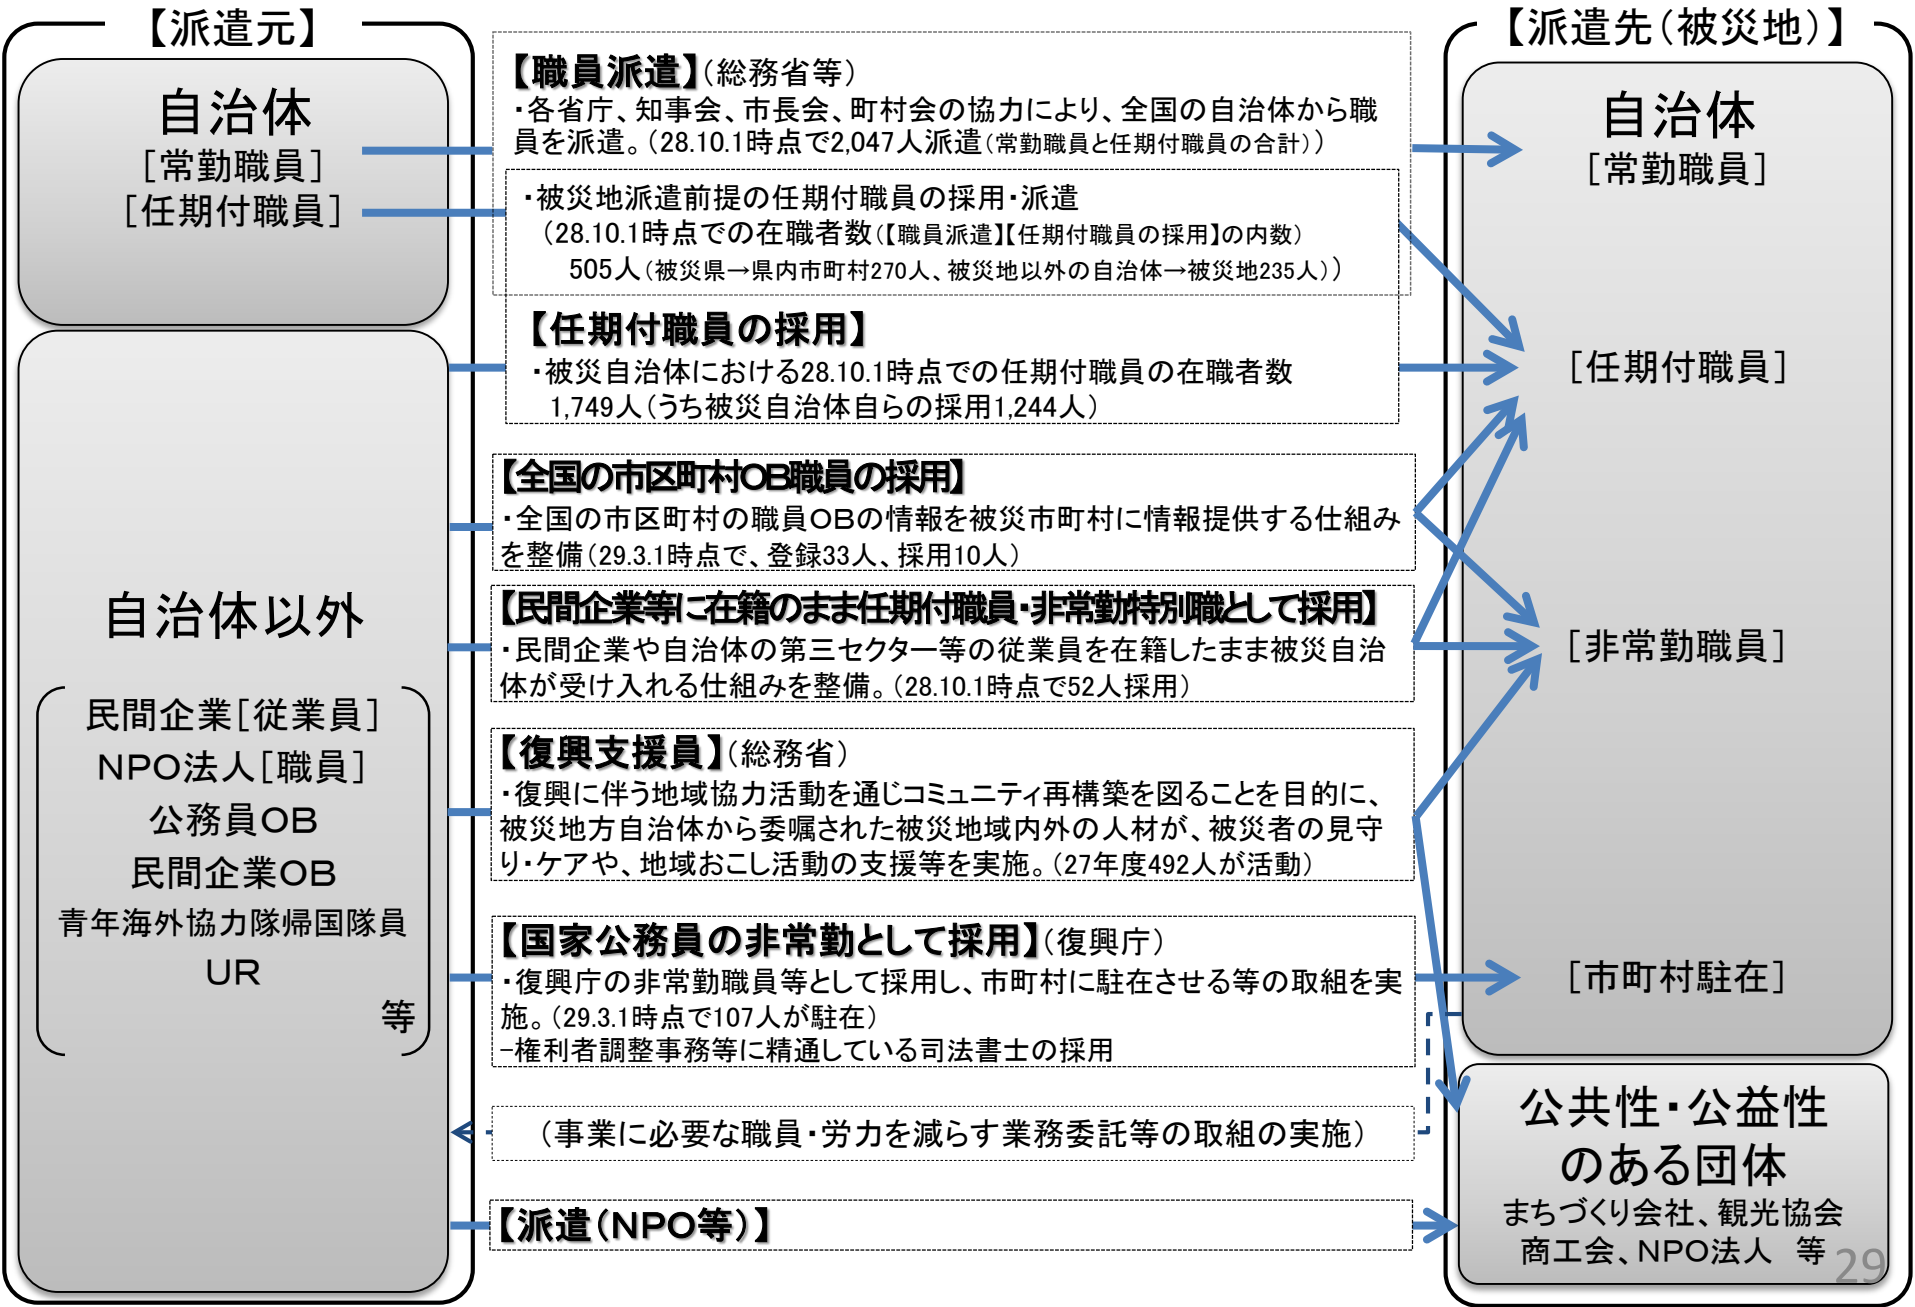 【派遣元】
自治体
[常勤職員]
[任期付職員]
自治体以外
民間企業[従業員]
NPO法人[職員]
公務員OB
民間企業OB
青年海外協力隊帰国隊員
UR
等
【職員派遣】(総務省等)
・各省庁、知事会、市長会、町村会の協力により、全国の自治体から職
員を派遣。(28.10.1時点で2,047人派遣(常勤職員と任期付職員の合計))
・被災地派遣前提の任期付職員の採用・派遣
(28.10.1時点での在職者数(【職員派遣】【任期付職員の採用】の内数)
505人(被災県→県内市町村270人、被災地以外の自治体→被災地235人))
【任期付職員の採用】
・被災自治体における28.10.1時点での任期付職員の在職者数
1,749人(うち被災自治体自らの採用1,244人)
【全国の市区町村OB職員の採用】
・全国の市区町村の職員OBの情報を被災市町村に情報提供する仕組み
を整備(29.3.1時点で、登録33人、採用10人)
【民間企業等に在籍のまま任期付職員・非常勤特別職として採用】
・民間企業や自治体の第三セクター等の従業員を在籍したまま被災自治
体が受け入れる仕組みを整備。(28.10.1時点で52人採用)
【復興支援員】(総務省)
・復興に伴う地域協力活動を通じコミュニティ再構築を図ることを目的に、
被災地方自治体から委嘱された被災地域内外の人材が、被災者の見守
り・ケアや、地域おこし活動の支援等を実施。(27年度492人が活動)
【国家公務員の非常勤として採用】(復興庁)
・復興庁の非常勤職員等として採用し、市町村に駐在させる等の取組を実
施。(29.3.1時点で107人が駐在)
-権利者調整事務等に精通している司法書士の採用
(事業に必要な職員・労力を減らす業務委託等の取組の実施)
【派遣(NPO等)】
【派遣先(被災地)】
自治体
[常勤職員]
[任期付職員]
[非常勤職員]
[市町村駐在]
公共性・公益性
のある団体
まちづくり会社、観光協会
商工会、NPO法人 等
29